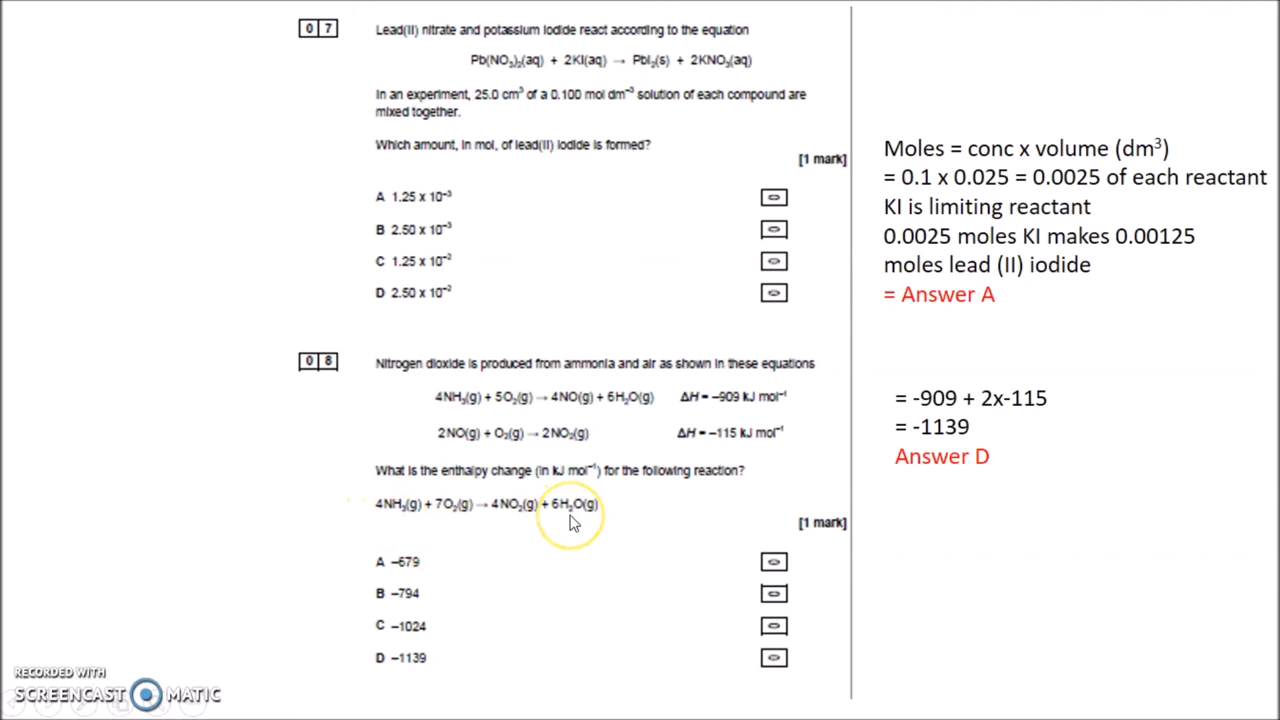 0 7
Lead(II) nitrate and potassium iodide react according to the equation
Pb(NO₃)₂(aq) + 2KI(aq) → PbI₂(s) + 2KNO₃(aq)
In an experiment, 25.0 cm³ of a 0.100 mol dm⁻³ solution of each compound are
mixed together.
Which amount, in mol, of lead(II) iodide is formed?
[1 mark]
A 1.25 x 10⁻³
B 2.50 x 10⁻³
C 1.25 x 10⁻²
D 2.50 x 10⁻²
Moles = conc x volume (dm³)
= 0.1 x 0.025 = 0.0025 of each reactant
KI is limiting reactant
0.0025 moles KI makes 0.00125
moles lead (II) iodide
= Answer A
0 8
Nitrogen dioxide is produced from ammonia and air as shown in these equations
4NH₃(g) + 5O₂(g) → 4NO(g) + 6H₂O(g) ΔH = –909 kJ mol⁻¹
2NO(g) + O₂(g) → 2NO₂(g) ΔH = –115 kJ mol⁻¹
What is the enthalpy change (in kJ mol⁻¹) for the following reaction?
4NH₃(g) + 7O₂(g) → 4NO₂(g) + 6H₂O(g)
[1 mark]
A –679
B –794
C –1024
D –1139
= -909 + 2x-115
= -1139
Answer D
RECORDED WITH
SCREENCAST MATIC